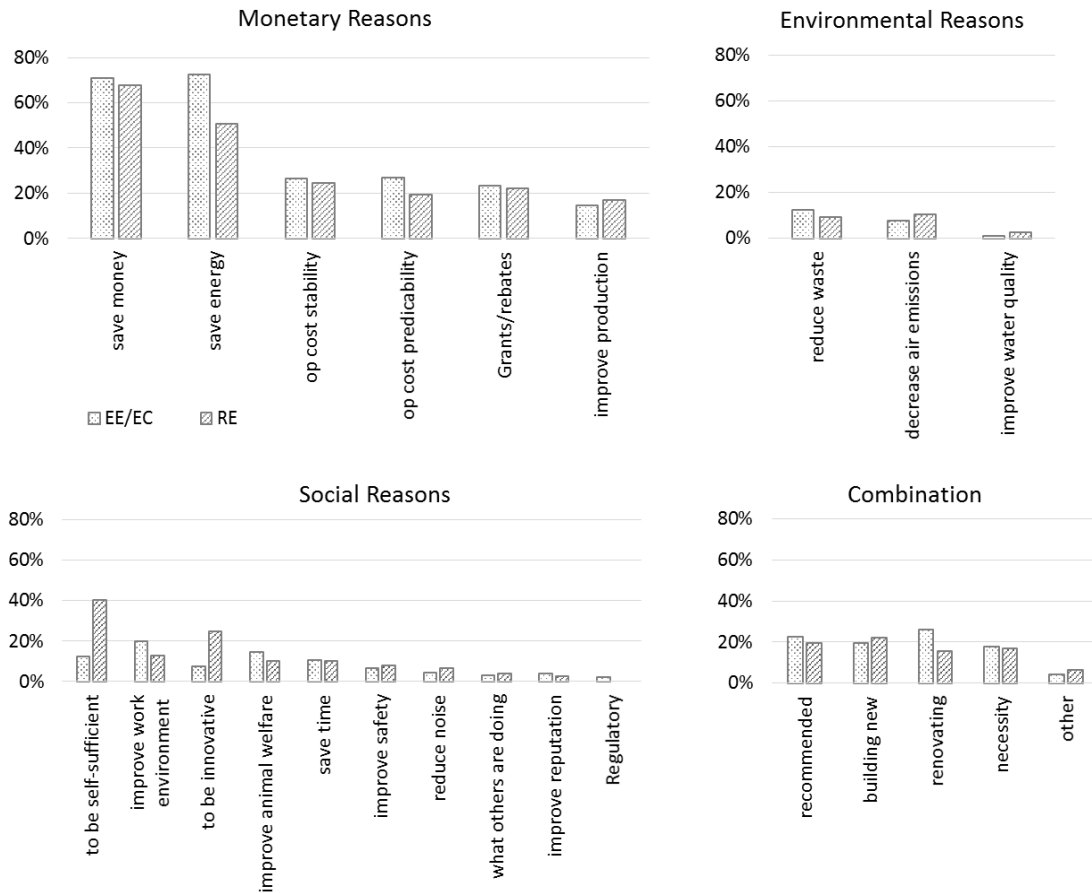 Monetary Reasons
80%
60%
40%
20%
0%
save money
save energy
op cost stability
op cost predicability
Grants/rebates
improve production
EE/EC
RE
Environmental Reasons
80%
60%
40%
20%
0%
reduce waste
decrease air emissions
improve water quality
Social Reasons
80%
60%
40%
20%
0%
to be self-sufficient
improve work
environment
to be innovative
improve animal welfare
save time
improve safety
reduce noise
what others are doing
improve reputation
Regulatory
Combination
80%
60%
40%
20%
0%
recommended
building new
renovating
necessity
other